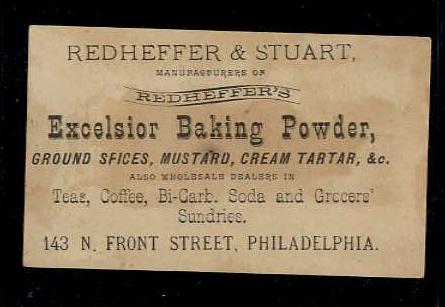 REDHEFFER & STUART,
MANUFACTURERS OF
REDHEFFER'S
Excelsior Baking Powder,
GROUND SPICES, MUSTARD, CREAM TARTAR, &c.
ALSO WHOLESALE DEALERS IN
Teas, Coffee, Bi-Carb. Soda and Grocers'
Sundries.
143 N. FRONT STREET, PHILADELPHIA.